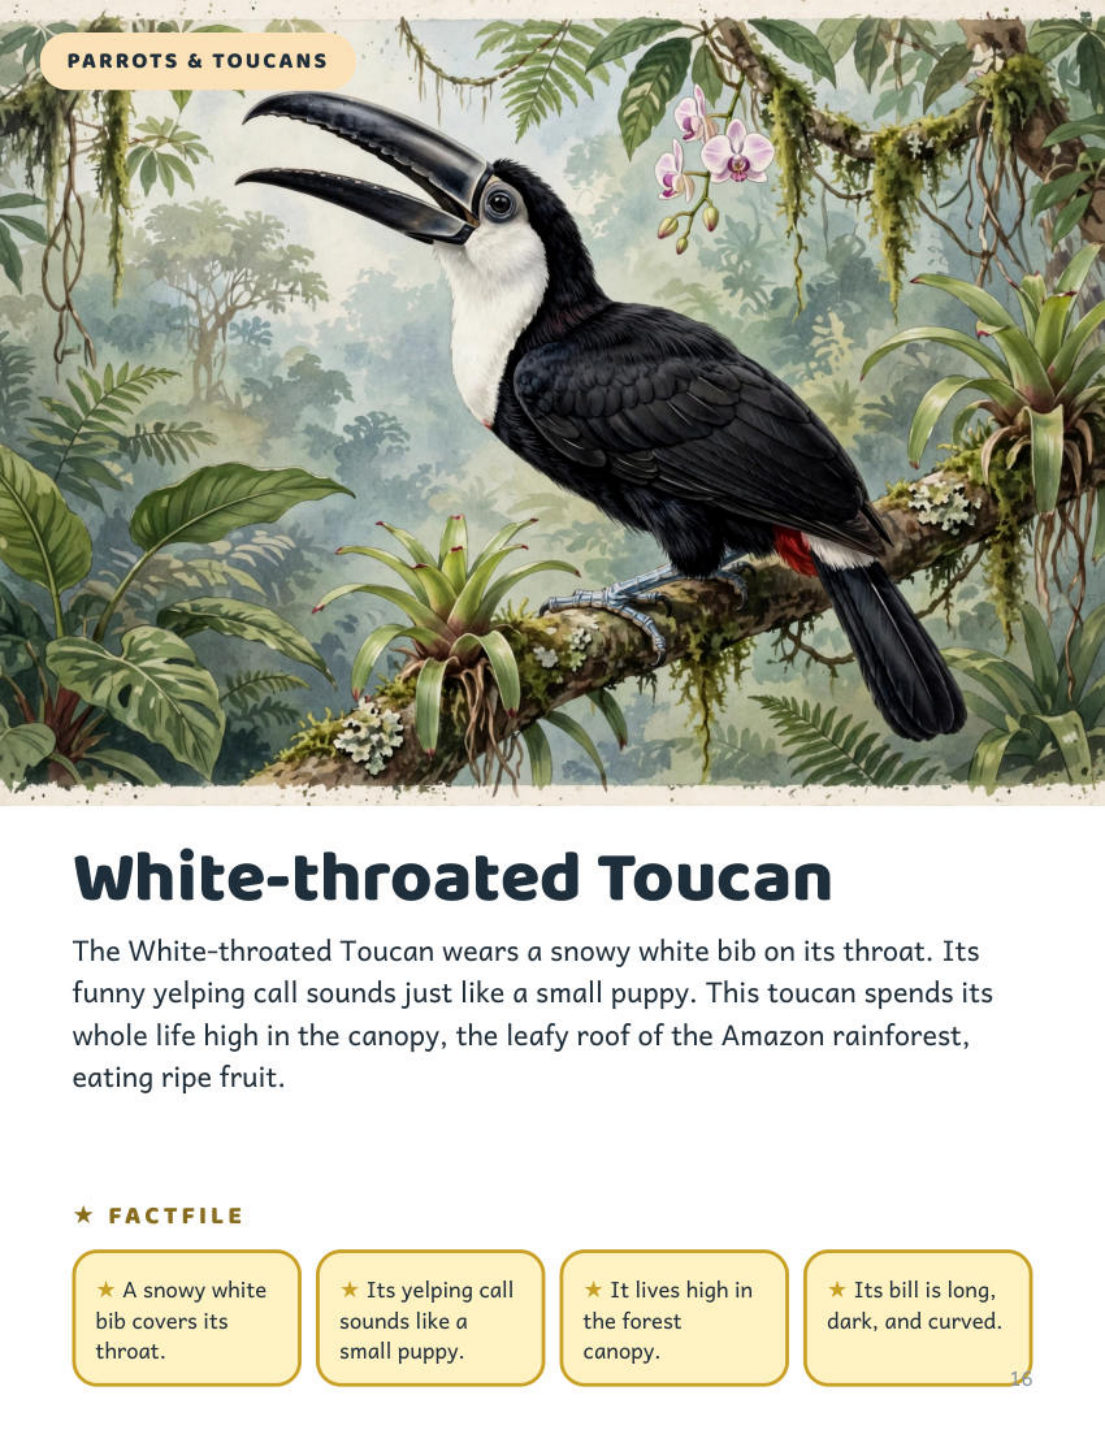 PARROTS & TOUCANS
White-throated Toucan
The White-throated Toucan wears a snowy white bib on its throat. Its
funny yelping call sounds just like a small puppy. This toucan spends its
whole life high in the canopy, the leafy roof of the Amazon rainforest,
eating ripe fruit.
★ FACTFILE
★ A snowy white
bib covers its
throat.
★ Its yelping call
sounds like a
small puppy.
★ It lives high in
the forest
canopy.
★ Its bill is long,
dark, and curved.
16